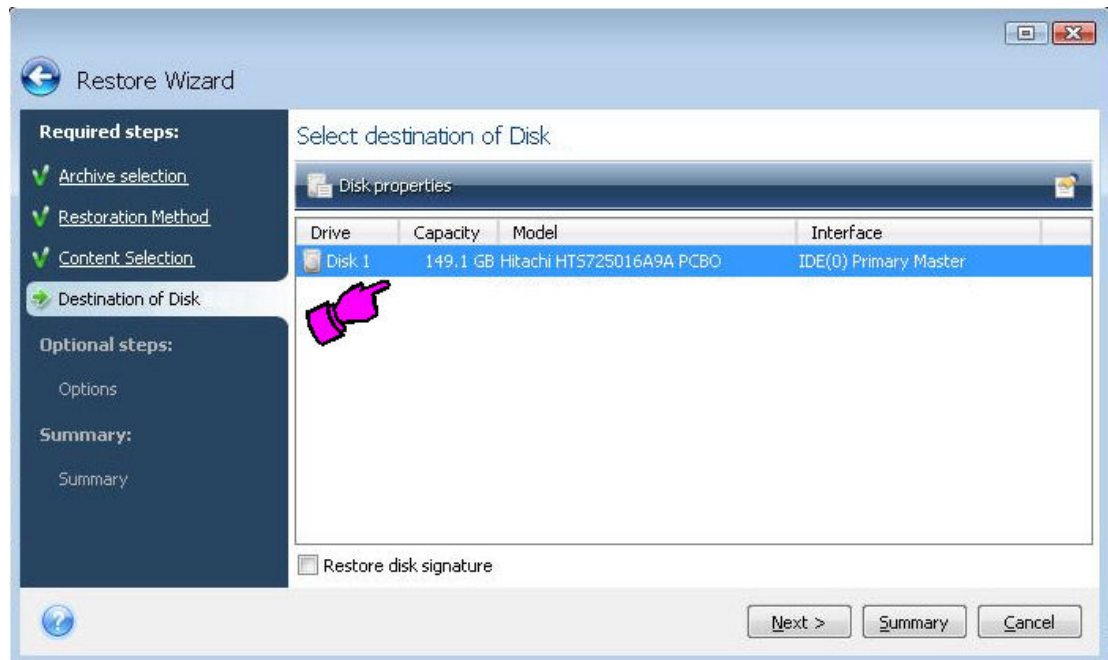 Restore Wizard
Required steps:
Archive selection
Restoration Method
Content Selection
Destination of Disk
Optional steps:
Options
Summary:
Summary
Select destination of Disk
Disk properties
Drive Capacity Model Interface
Disk 1 149.1 GB Hitachi HTS725016A9A PCBO IDE(0) Primary Master
Restore disk signature
Next > Summary Cancel